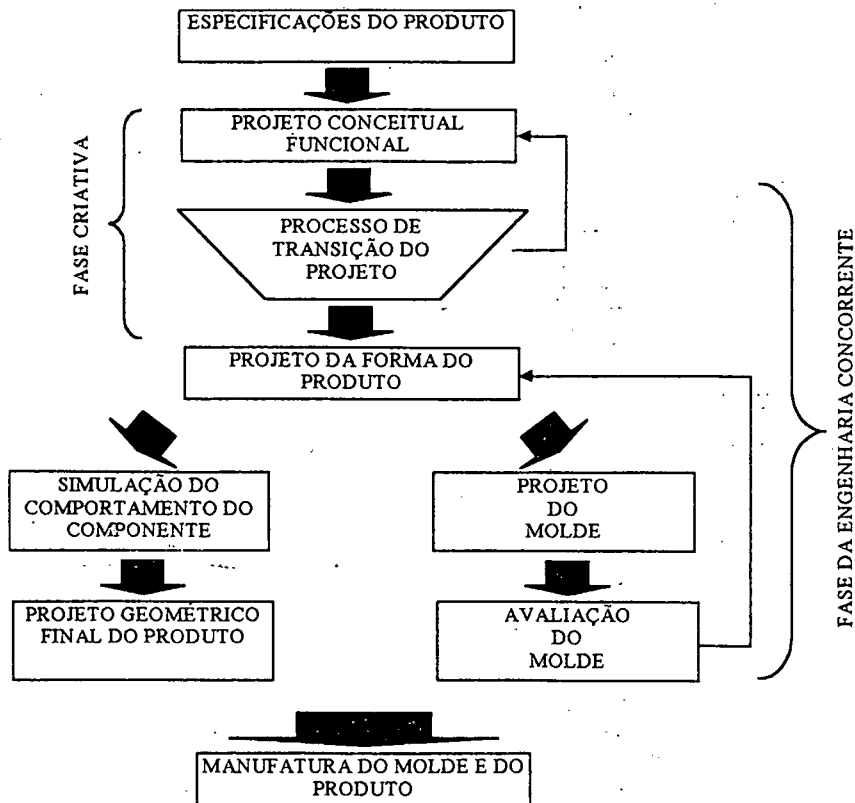 ESPECIFICAÇÕES DO PRODUTO
PROJETO CONCEITUAL
FUNCIONAL
FASE CRIATIVA
PROCESSO DE
TRANSIÇÃO DO
PROJETO
PROJETO DA FORMA DO
PRODUTO
FASE DA ENGENHARIA CONCORRENTE
SIMULAÇÃO DO
COMPORTAMENTO DO
COMPONENTE
PROJETO
DO
MOLDE
PROJETO GEOMÉTRICO
FINAL DO PRODUTO
AVALIAÇÃO
DO
MOLDE
MANUFATURA DO MOLDE E DO
PRODUTO